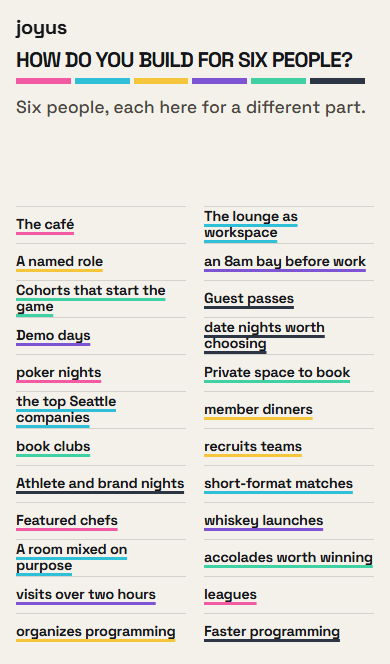 joyus
HOW DO YOU BUILD FOR SIX PEOPLE?
Six people, each here for a different part.
The café
The lounge as
workspace
A named role
an 8am bay before work
Cohorts that start the
game
Guest passes
Demo days
date nights worth
choosing
poker nights
Private space to book
the top Seattle
companies
member dinners
book clubs
recruits teams
Athlete and brand nights
short-format matches
Featured chefs
whiskey launches
A room mixed on
purpose
accolades worth winning
visits over two hours
leagues
organizes programming
Faster programming